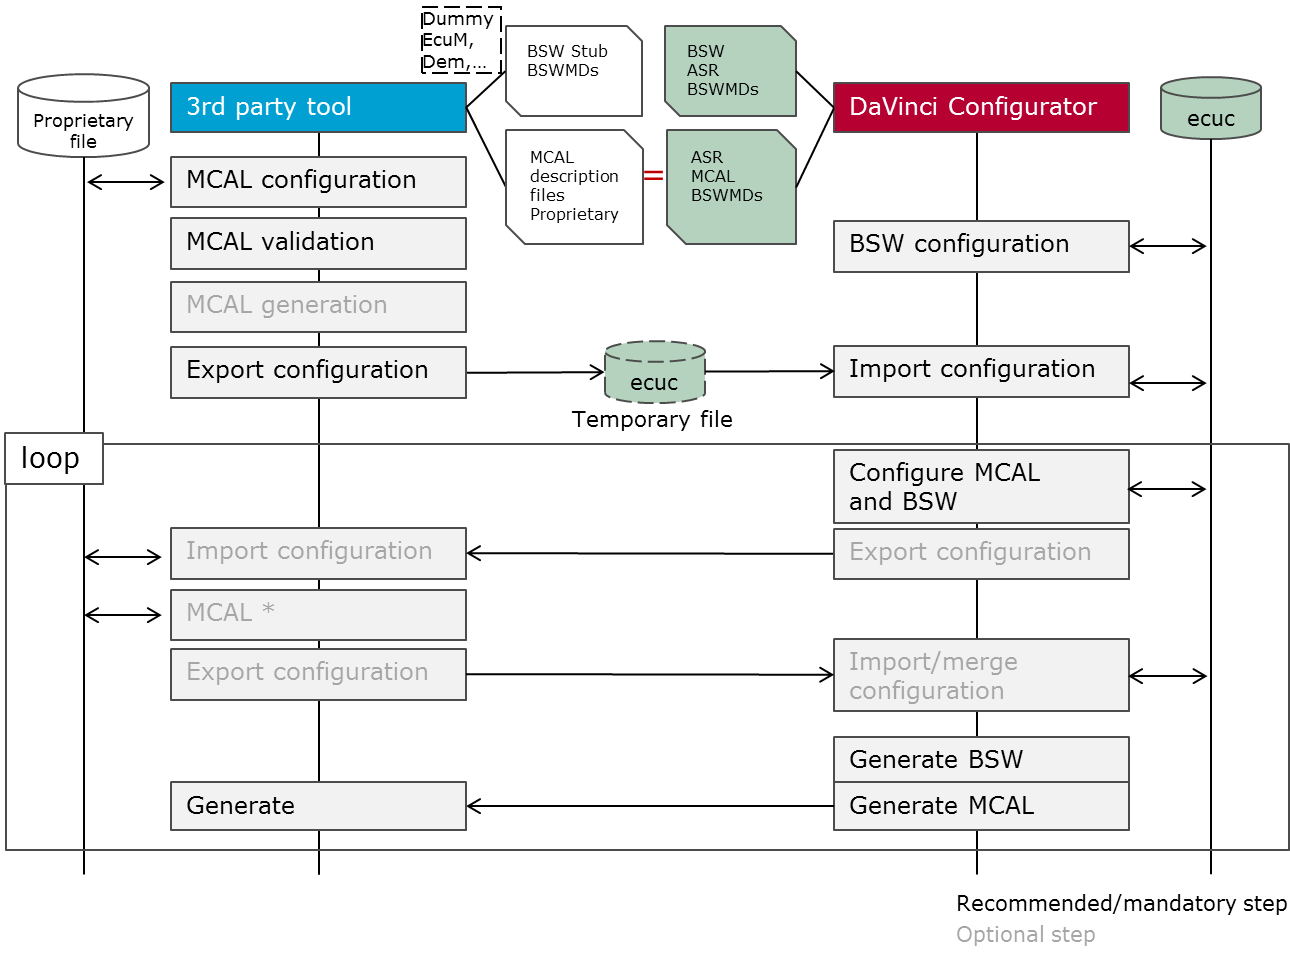 Dummy
EcuM,
Dem,...
BSW Stub
BSWMDs
BSW
ASR
BSWMDs
Proprietary
file
3rd party tool
DaVinci Configurator
ecuc
MCAL
description
files
Proprietary
=
ASR
MCAL
BSWMDs
MCAL configuration
MCAL validation
BSW configuration
MCAL generation
Export configuration
ecuc
Temporary file
Import configuration
loop
Configure MCAL
and BSW
Import configuration
Export configuration
MCAL *
Export configuration
Import/merge
configuration
Generate BSW
Generate
Generate MCAL
Recommended/mandatory step
Optional step